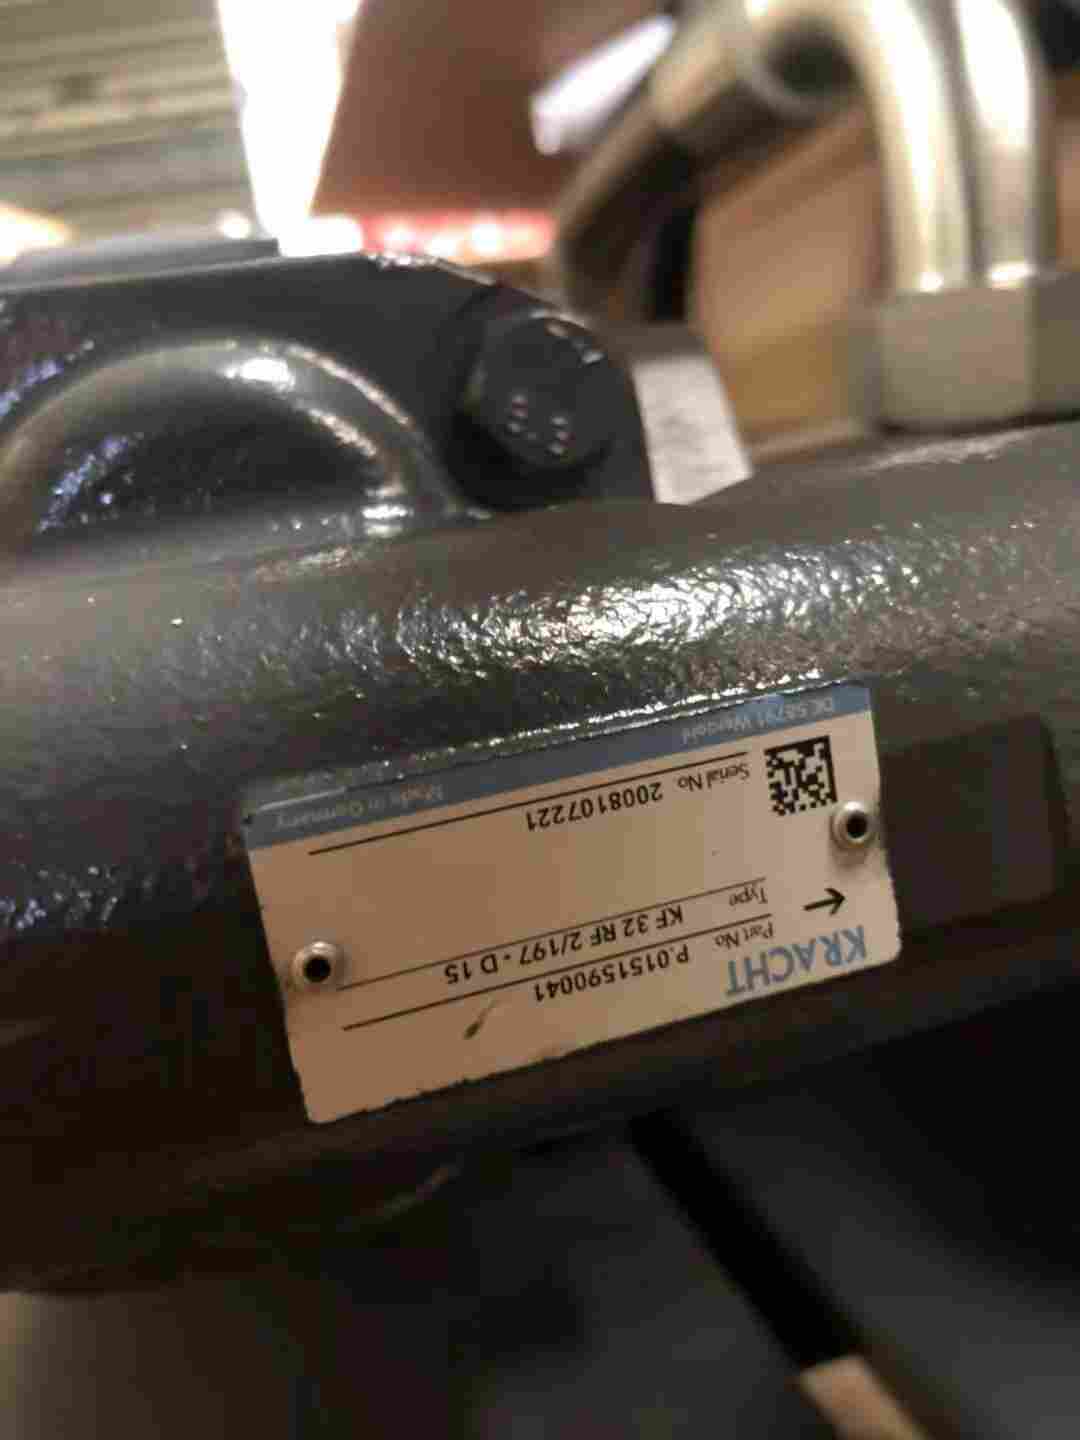 KRACHT
Part No. P.0151590041
Type KF 32 RF 2/197 - D 15
Serial No. 2008107221
DE 58791 Werdohl Made in Germany